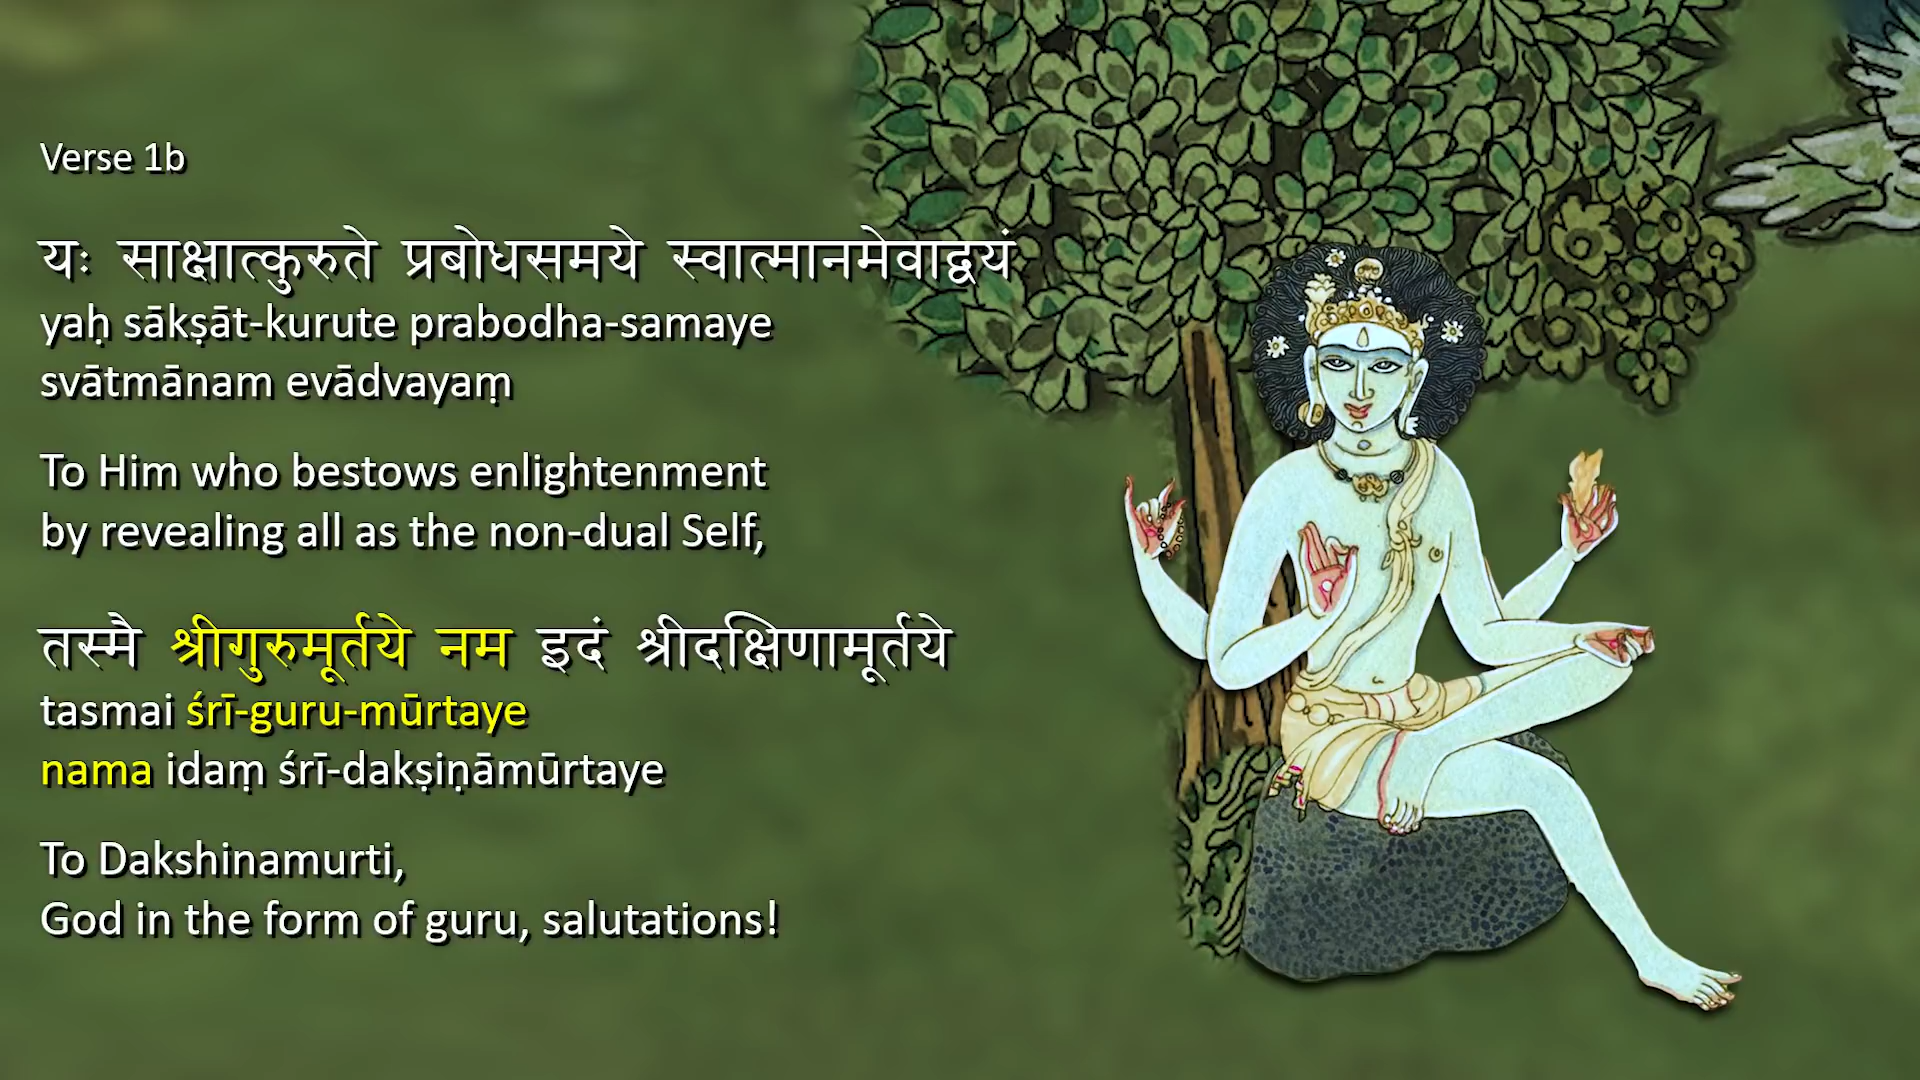 Verse 1b
यः साक्षात्कुरुते प्रबोधसमये स्वात्मानमेवाद्वयं
yaḥ sākṣāt-kurute prabodha-samaye
svātmānam evādvayaṃ
To Him who bestows enlightenment
by revealing all as the non-dual Self,
तस्मै श्रीगुरुमूर्तये नम इदं श्रीदक्षिणामूर्तये
tasmai śrī-guru-mūrtaye
nama idaṃ śrī-dakṣiṇāmūrtaye
To Dakshinamurti,
God in the form of guru, salutations!